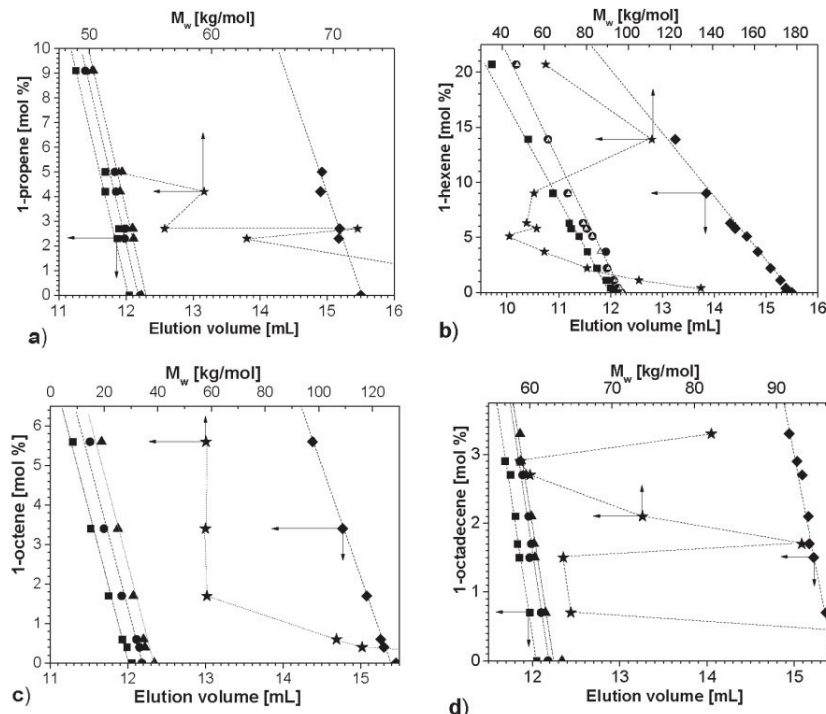 M_w [kg/mol]
50 60 70
1-propene [mol %]
10
9
8
7
6
5
4
3
2
1
0
11 12 13 14 15 16
Elution volume [mL]
a)
M_w [kg/mol]
40 60 80 100 120 140 160 180
1-hexene [mol %]
20
15
10
5
0
10 11 12 13 14 15 16
Elution volume [mL]
b)
M_w [kg/mol]
0 20 40 60 80 100 120
1-octene [mol %]
6
5
4
3
2
1
0
11 12 13 14 15
Elution volume [mL]
c)
M_w [kg/mol]
60 70 80 90
1-octadecene [mol %]
3
2
1
0
12 13 14 15
Elution volume [mL]
d)